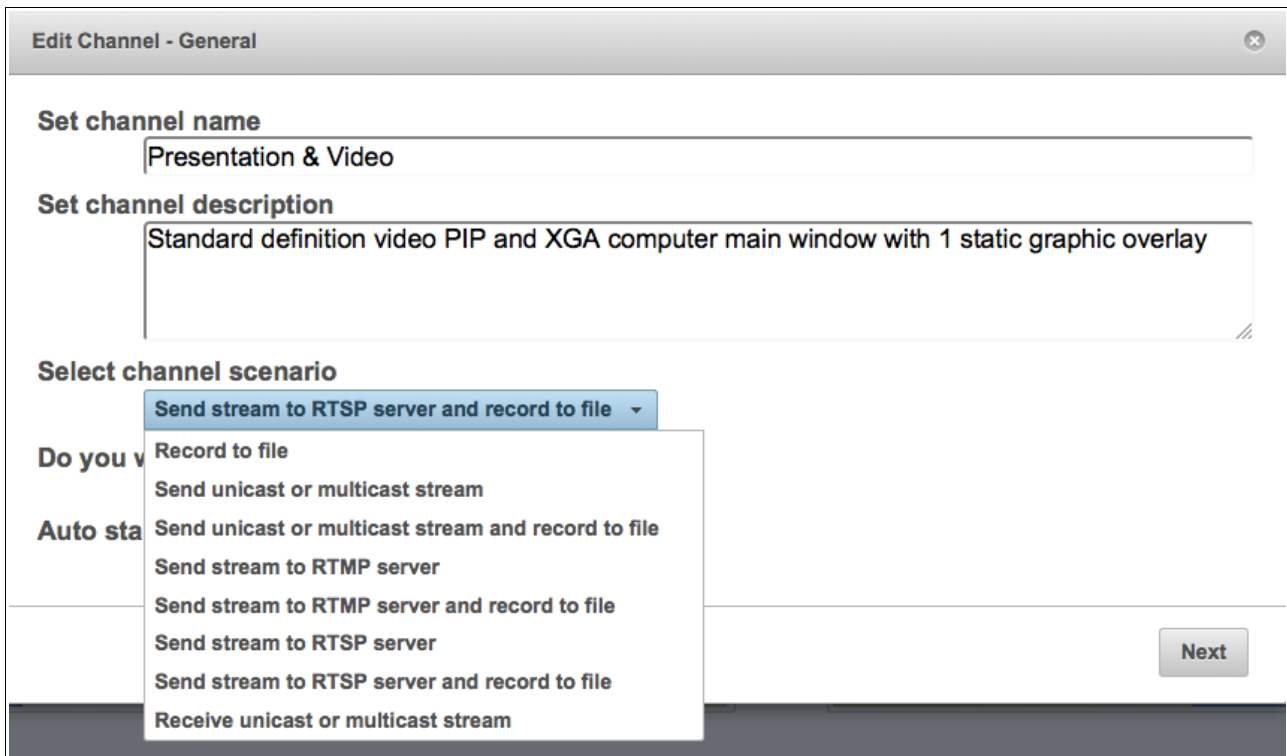 Edit Channel - General
Set channel name
Presentation & Video
Set channel description
Standard definition video PIP and XGA computer main window with 1 static graphic overlay
Select channel scenario
Send stream to RTSP server and record to file
Record to file
Do you
Send unicast or multicast stream
Auto sta
Send unicast or multicast stream and record to file
Send stream to RTMP server
Send stream to RTMP server and record to file
Send stream to RTSP server
Next
Send stream to RTSP server and record to file
Receive unicast or multicast stream